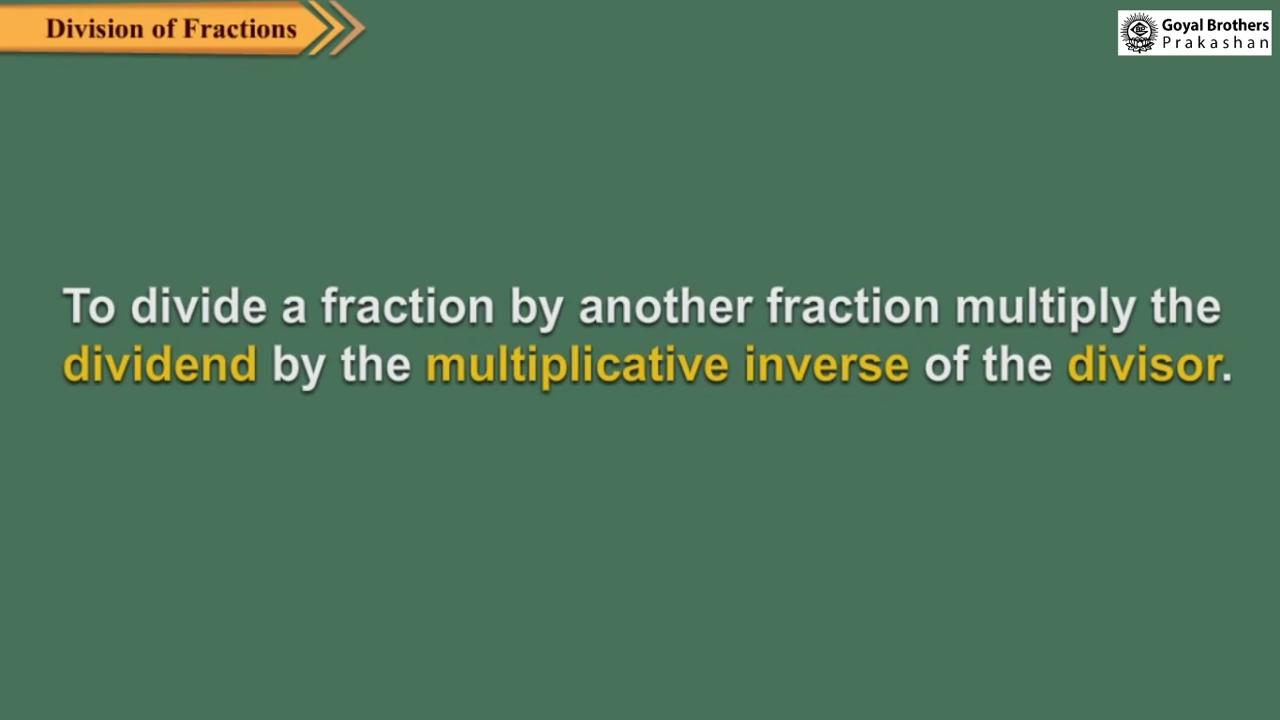 Division of Fractions
Goyal Brothers
Prakashan
To divide a fraction by another fraction multiply the
dividend by the multiplicative inverse of the divisor.